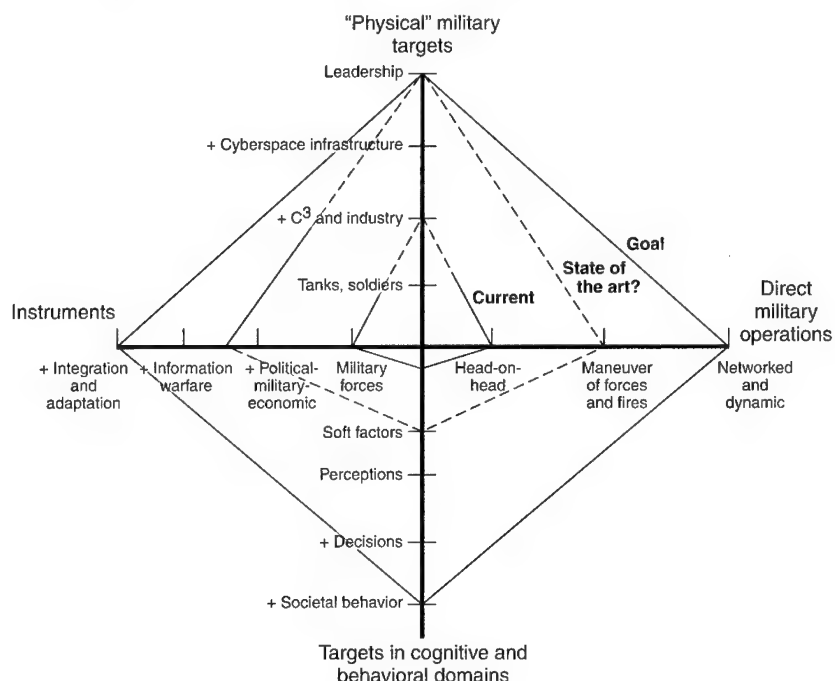 “Physical” military
targets
Leadership
+ Cyberspace infrastructure
+ C³ and industry
Goal
State of
the art?
Tanks, soldiers
Current
Instruments
Direct
military
operations
+ Integration
and
adaptation
+ Information
warfare
+ Political-
military-
economic
Military
forces
Head-on-
head
Maneuver
of forces
and fires
Networked
and
dynamic
Soft factors
Perceptions
+ Decisions
+ Societal behavior
Targets in cognitive and
behavioral domains